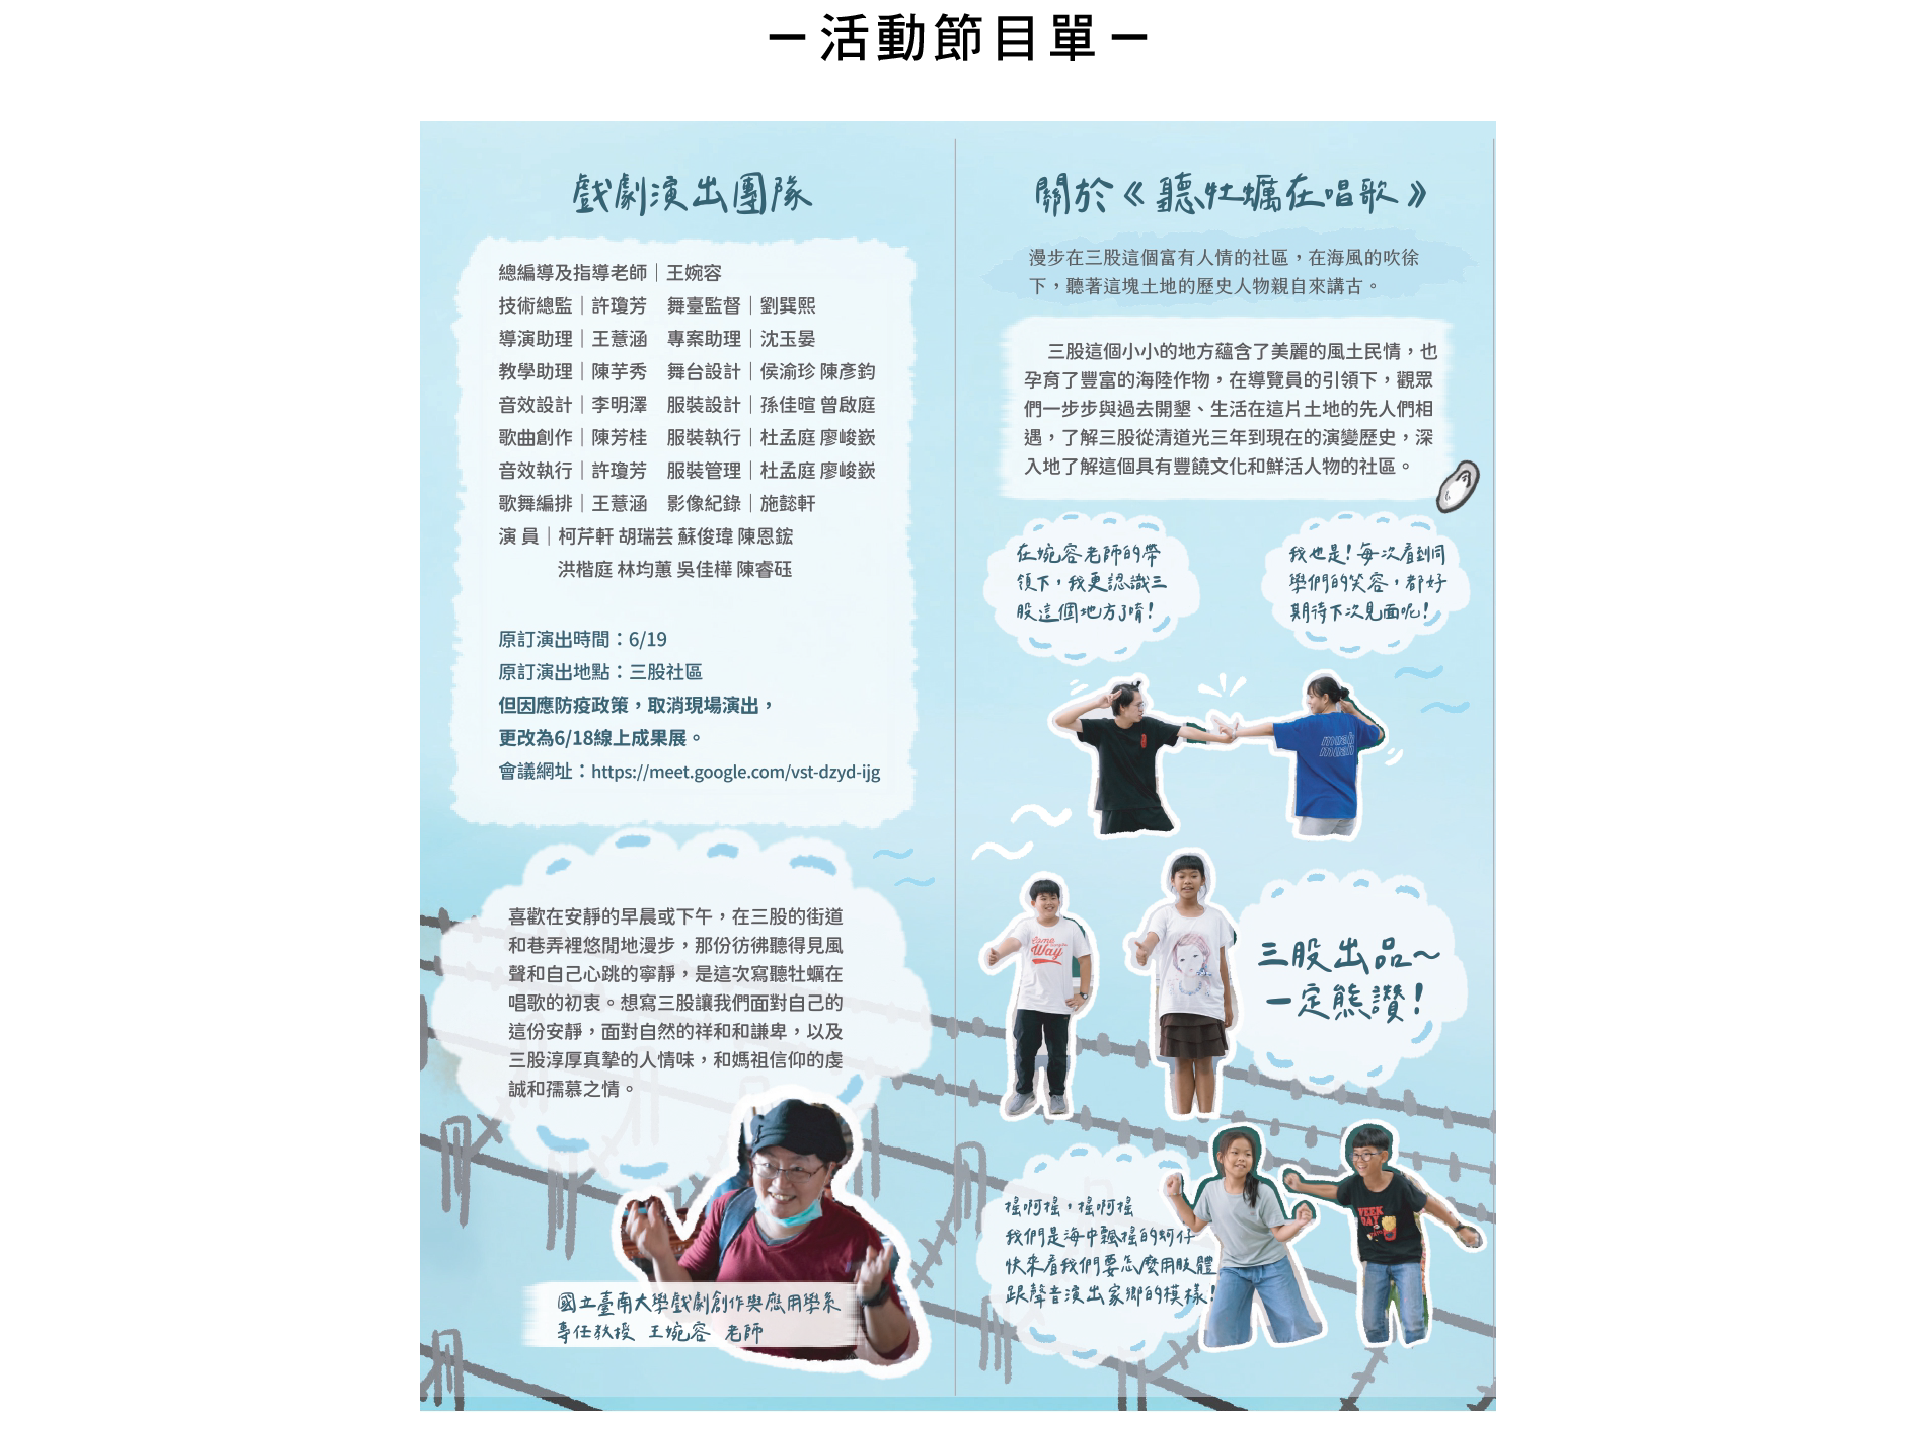 －活動節目單－
戲劇演出團隊
總編導及指導老師｜王婉容
技術總監｜許瓊芳　舞臺監督｜劉巽熙
導演助理｜王薏涵　專案助理｜沈玉晏
教學助理｜陳芋秀　舞台設計｜侯渝珍 陳彥鈞
音效設計｜李明澤　服裝設計｜孫佳暄 曾啟庭
歌曲創作｜陳芳桂　服裝執行｜杜孟庭 廖峻嶔
音效執行｜許瓊芳　服裝管理｜杜孟庭 廖峻嶔
歌舞編排｜王薏涵　影像紀錄｜施懿軒
演 員｜柯芹軒 胡瑞芸 蘇俊瑋 陳恩鋐
洪楷庭 林均蕙 吳佳樺 陳睿砡
原訂演出時間：6/19
原訂演出地點：三股社區
但因應防疫政策，取消現場演出，
更改為6/18線上成果展。
會議網址：https://meet.google.com/vst-dzyd-ijg
喜歡在安靜的早晨或下午，在三股的街道
和巷弄裡悠閒地漫步，那份彷彿聽得見風
聲和自己心跳的寧靜，是這次寫聽牡蠣在
唱歌的初衷。想寫三股讓我們面對自己的
這份安靜，面對自然的祥和和謙卑，以及
三股淳厚真摯的人情味，和媽祖信仰的虔
誠和孺慕之情。
國立臺南大學戲劇創作與應用學系
專任教授 王婉容 老師
關於《聽牡蠣在唱歌》
漫步在三股這個富有人情的社區，在海風的吹徐
下，聽著這塊土地的歷史人物親自來講古。
三股這個小小的地方蘊含了美麗的風土民情，也
孕育了豐富的海陸作物，在導覽員的引領下，觀眾
們一步步與過去開墾、生活在這片土地的先人們相
遇，了解三股從清道光三年到現在的演變歷史，深
入地了解這個具有豐饒文化和鮮活人物的社區。
在婉容老師的帶
領下，我更認識三
股這個地方了唷！
我也是！每次看到同
學們的笑容，都好
期待下次見面呢！
muah
muah
Come
Way
三股出品～
一定熊讚！
搖啊搖，搖啊搖
我們是海中飄搖的蚵仔
快來看我們要怎麼用肢體
跟聲音演出家鄉的模樣！
WEEK
DAY